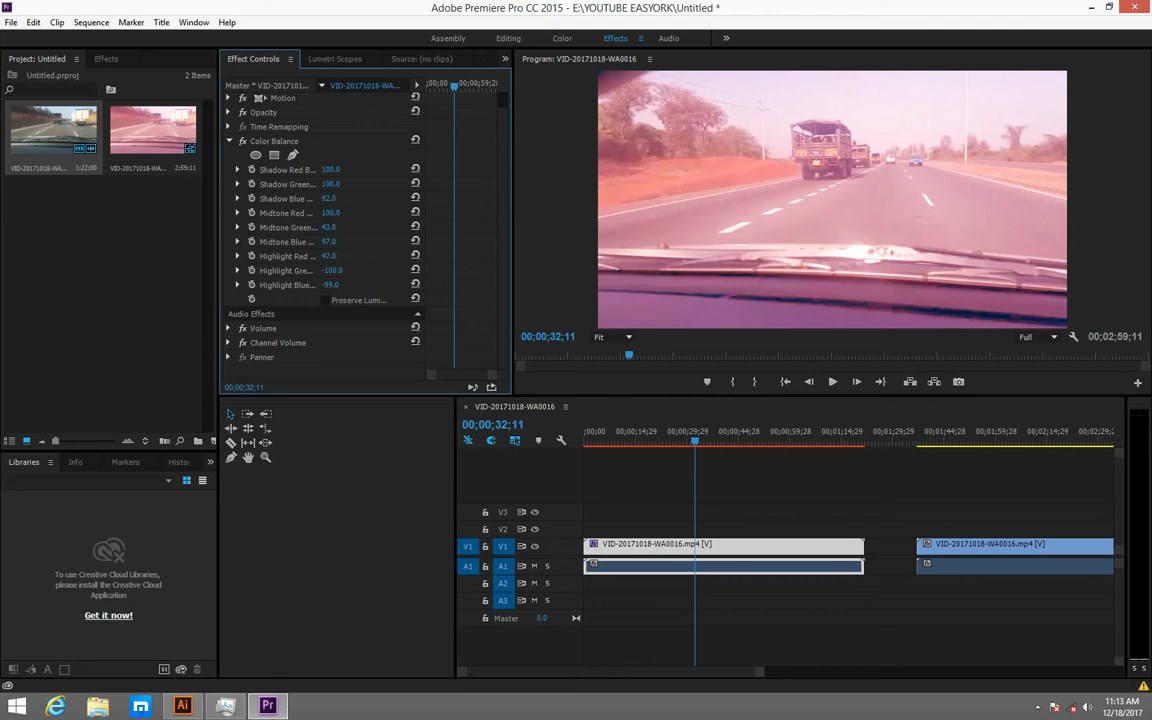 Adobe Premiere Pro CC 2015 - E:\YOUTUBE EASYORK\Untitled *
File Edit Clip Sequence Marker Title Window Help
Assembly Editing Color Effects Audio
Project: Untitled Effects
Untitled.prproj 2 Items
VID-20171018-WA... 1:22:00 VID-20171018-WA... 2:59:11
Effect Controls Lumetri Scopes Source: (no clips)
Master * VID-2017101... VID-20171018-WA... ;00;00 00;00;59;28
Motion
Opacity
Time Remapping
Color Balance
Shadow Red B... 100.0
Shadow Green... 100.0
Shadow Blue ... 92.0
Midtone Red ... 100.0
Midtone Green... 43.0
Midtone Blue ... 97.0
Highlight Red ... 47.0
Highlight Gre... -100.0
Highlight Blue... -99.0
Preserve Lumi...
Audio Effects
Volume
Channel Volume
Panner
00;00;32;11
Program: VID-20171018-WA0016
00;00;32;11 Fit Full 00;02;59;11
Libraries Info Markers Histo
To use Creative Cloud Libraries,
please install the Creative Cloud
Application
Get it now!
VID-20171018-WA0016
00;00;32;11
;00;00 00;00;14;29 00;00;29;29 00;00;44;28 00;00;59;28 00;01;14;29 00;01;29;29 00;01;44;28 00;01;59;28 00;02;14;29 00;02;29;
V3
V2
V1 V1 VID-20171018-WA0016.mp4 [V] VID-20171018-WA0016.mp4 [V]
A1 A1 M S
A2 M S
A3 M S
Master 0.0
S S
Ai Pr
11:13 AM
12/18/2017